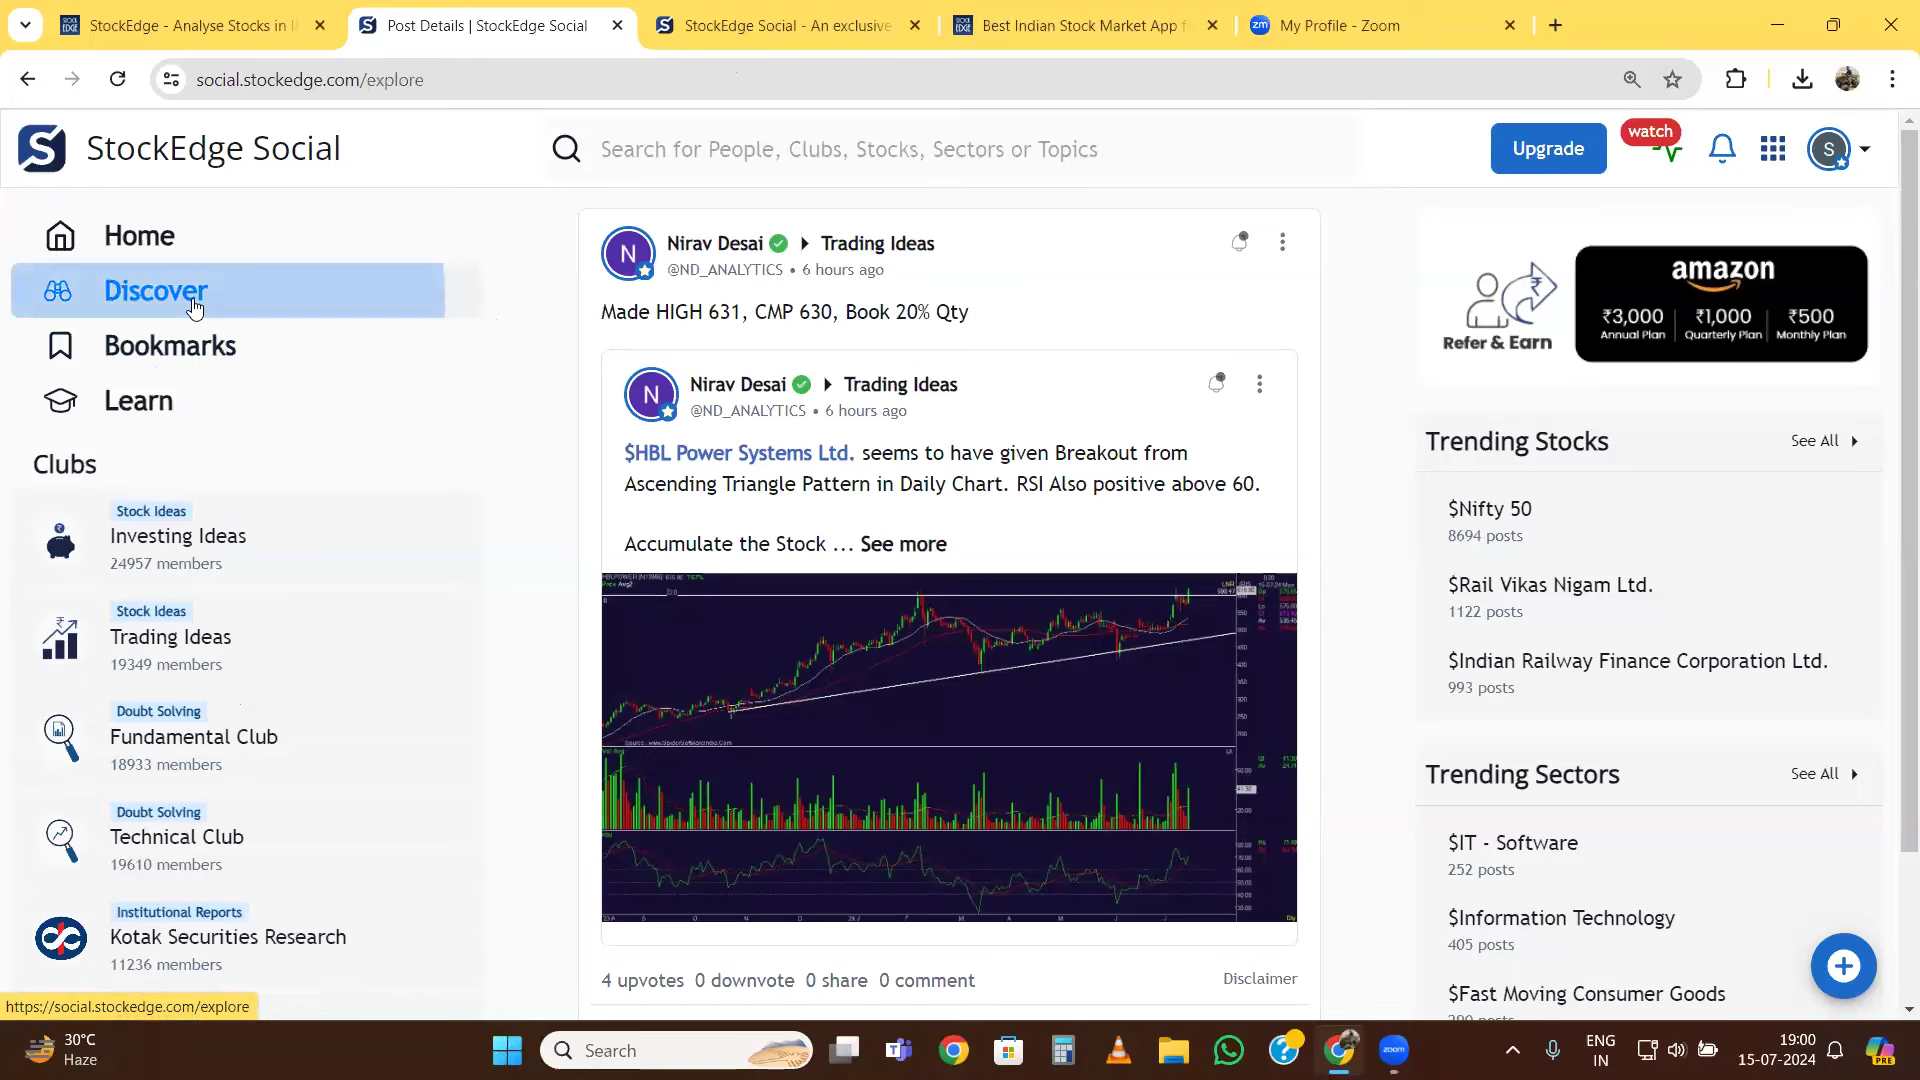 StockEdge - Analyse Stocks in I
Post Details | StockEdge Social
StockEdge Social - An exclusive
Best Indian Stock Market App f
zm My Profile - Zoom
social.stockedge.com/explore
StockEdge Social
Search for People, Clubs, Stocks, Sectors or Topics
Upgrade
watch
S
Home
Discover
Bookmarks
Learn
Clubs
Stock Ideas
Investing Ideas
24957 members
Stock Ideas
Trading Ideas
19349 members
Doubt Solving
Fundamental Club
18933 members
Doubt Solving
Technical Club
19610 members
Institutional Reports
Kotak Securities Research
11236 members
https://social.stockedge.com/explore
N
Nirav Desai Trading Ideas
@ND_ANALYTICS • 6 hours ago
Made HIGH 631, CMP 630, Book 20% Qty
N
Nirav Desai Trading Ideas
@ND_ANALYTICS • 6 hours ago
$HBL Power Systems Ltd. seems to have given Breakout from
Ascending Triangle Pattern in Daily Chart. RSI Also positive above 60.
Accumulate the Stock ... See more
4 upvotes 0 downvote 0 share 0 comment
Disclaimer
Refer & Earn
amazon
₹3,000 ₹1,000 ₹500
Annual Plan Quarterly Plan Monthly Plan
Trending Stocks
See All
$Nifty 50
8694 posts
$Rail Vikas Nigam Ltd.
1122 posts
$Indian Railway Finance Corporation Ltd.
993 posts
Trending Sectors
See All
$IT - Software
252 posts
$Information Technology
405 posts
$Fast Moving Consumer Goods
30°C
Haze
Search
zoom
ENG
IN
19:00
15-07-2024
PRE